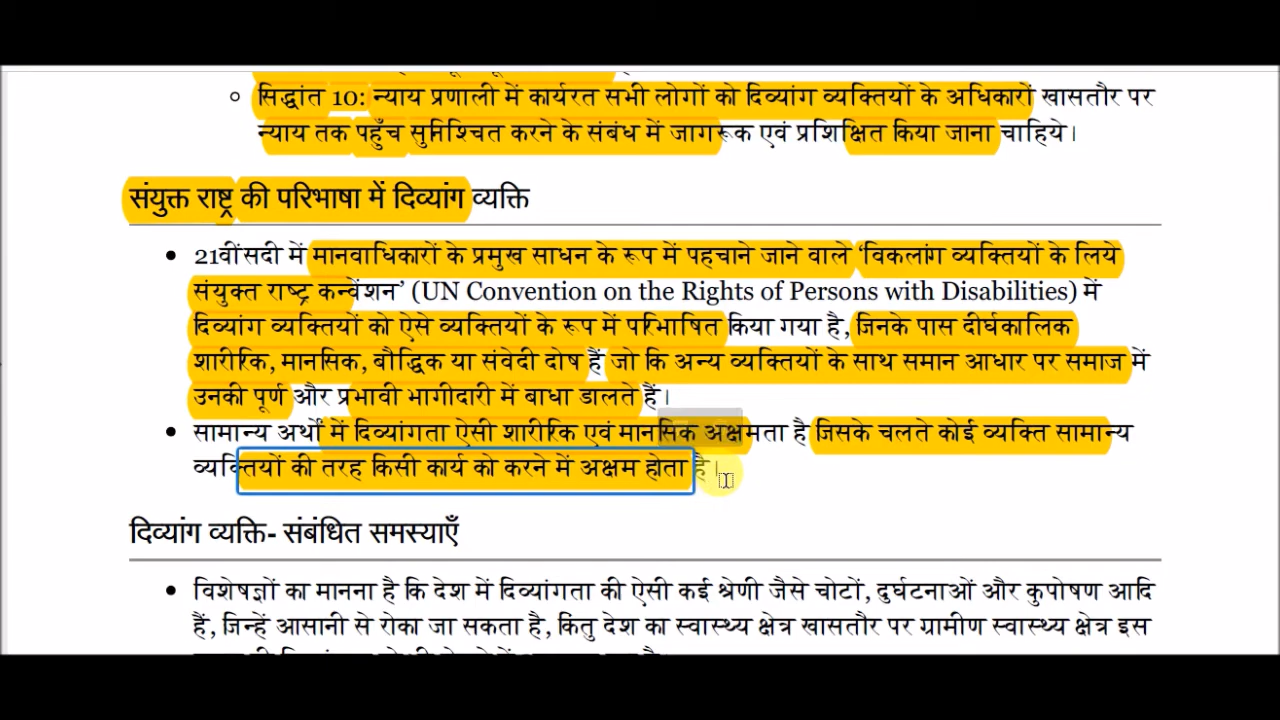 सिद्धांत 10: न्याय प्रणाली में कार्यरत सभी लोगों को दिव्यांग व्यक्तियों के अधिकारों खासतौर पर
न्याय तक पहुँच सुनिश्चित करने के संबंध में जागरूक एवं प्रशिक्षित किया जाना चाहिये।
संयुक्त राष्ट्र की परिभाषा में दिव्यांग व्यक्ति
21वीं सदी में मानवाधिकारों के प्रमुख साधन के रूप में पहचाने जाने वाले 'विकलांग व्यक्तियों के लिये
संयुक्त राष्ट्र कन्वेंशन' (UN Convention on the Rights of Persons with Disabilities) में
दिव्यांग व्यक्तियों को ऐसे व्यक्तियों के रूप में परिभाषित किया गया है, जिनके पास दीर्घकालिक
शारीरिक, मानसिक, बौद्धिक या संवेदी दोष हैं जो कि अन्य व्यक्तियों के साथ समान आधार पर समाज में
उनकी पूर्ण और प्रभावी भागीदारी में बाधा डालते हैं।
सामान्य अर्थों में दिव्यांगता ऐसी शारीरिक एवं मानसिक अक्षमता है जिसके चलते कोई व्यक्ति सामान्य
व्यक्तियों की तरह किसी कार्य को करने में अक्षम होता है।
दिव्यांग व्यक्ति- संबंधित समस्याएँ
विशेषज्ञों का मानना है कि देश में दिव्यांगता की ऐसी कई श्रेणी जैसे चोटों, दुर्घटनाओं और कुपोषण आदि
हैं, जिन्हें आसानी से रोका जा सकता है, किंतु देश का स्वास्थ्य क्षेत्र खासतौर पर ग्रामीण स्वास्थ्य क्षेत्र इस